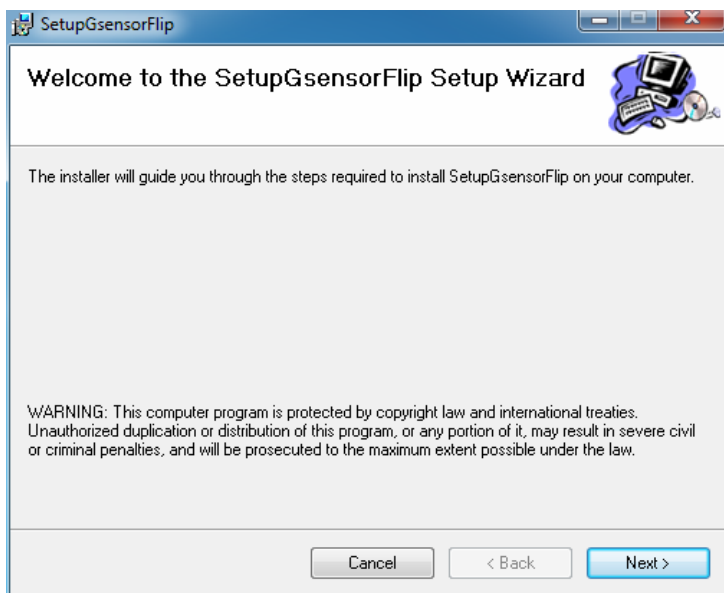 SetupGsensorFlip
Welcome to the SetupGsensorFlip Setup Wizard
The installer will guide you through the steps required to install SetupGsensorFlip on your computer.
WARNING: This computer program is protected by copyright law and international treaties.
Unauthorized duplication or distribution of this program, or any portion of it, may result in severe civil
or criminal penalties, and will be prosecuted to the maximum extent possible under the law.
Cancel
< Back
Next >